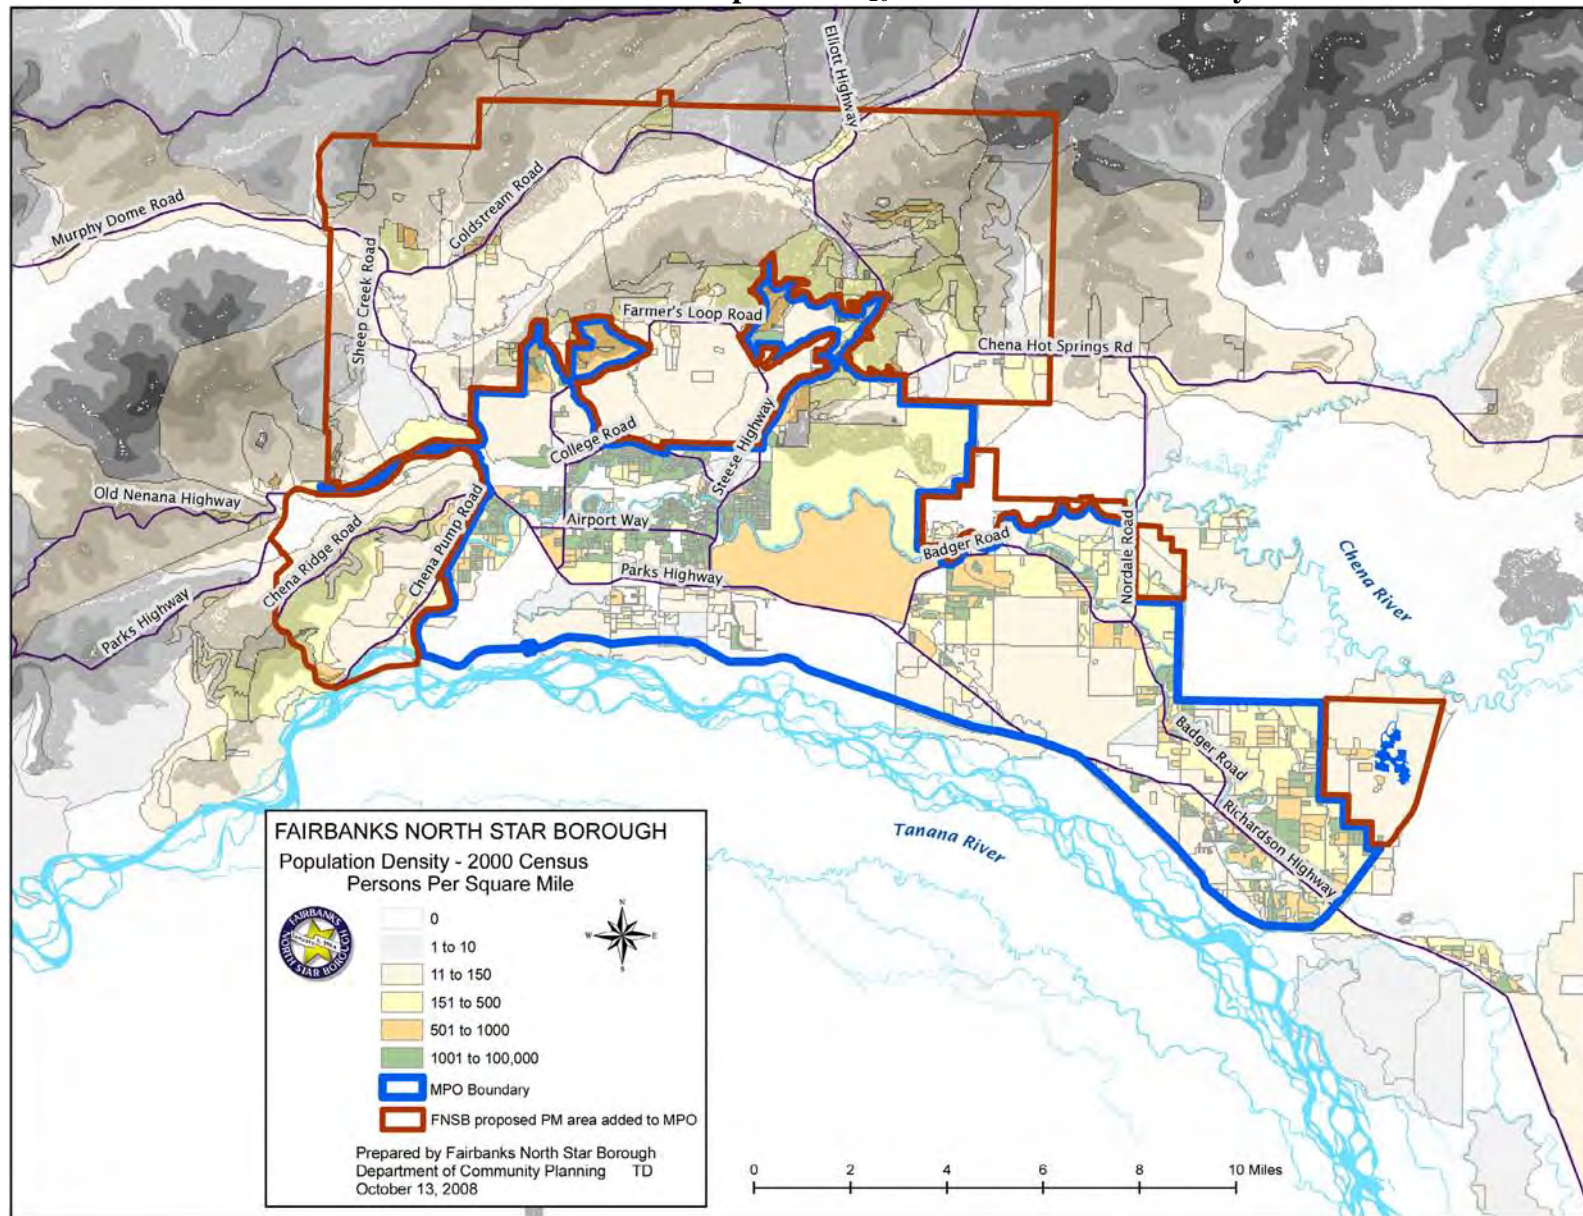 Elliott Highway
Murphy Dome Road
Goldstream Road
Sheep Creek Road
Farmer's Loop Road
Chena Hot Springs Rd
College Road
Steese Highway
Old Nenana Highway
Airport Way
Chena Ridge Road
Chena Pump Road
Badger Road
Nordale Road
Parks Highway
Parks Highway
Chena River
Badger Road
Richardson Highway
Tanana River
FAIRBANKS NORTH STAR BOROUGH
Population Density - 2000 Census
Persons Per Square Mile
FAIRBANKS
NORTH STAR BOROUGH
N
W E
S
0
1 to 10
11 to 150
151 to 500
501 to 1000
1001 to 100,000
MPO Boundary
FNSB proposed PM area added to MPO
Prepared by Fairbanks North Star Borough
Department of Community Planning TD
October 13, 2008
0 2 4 6 8 10 Miles